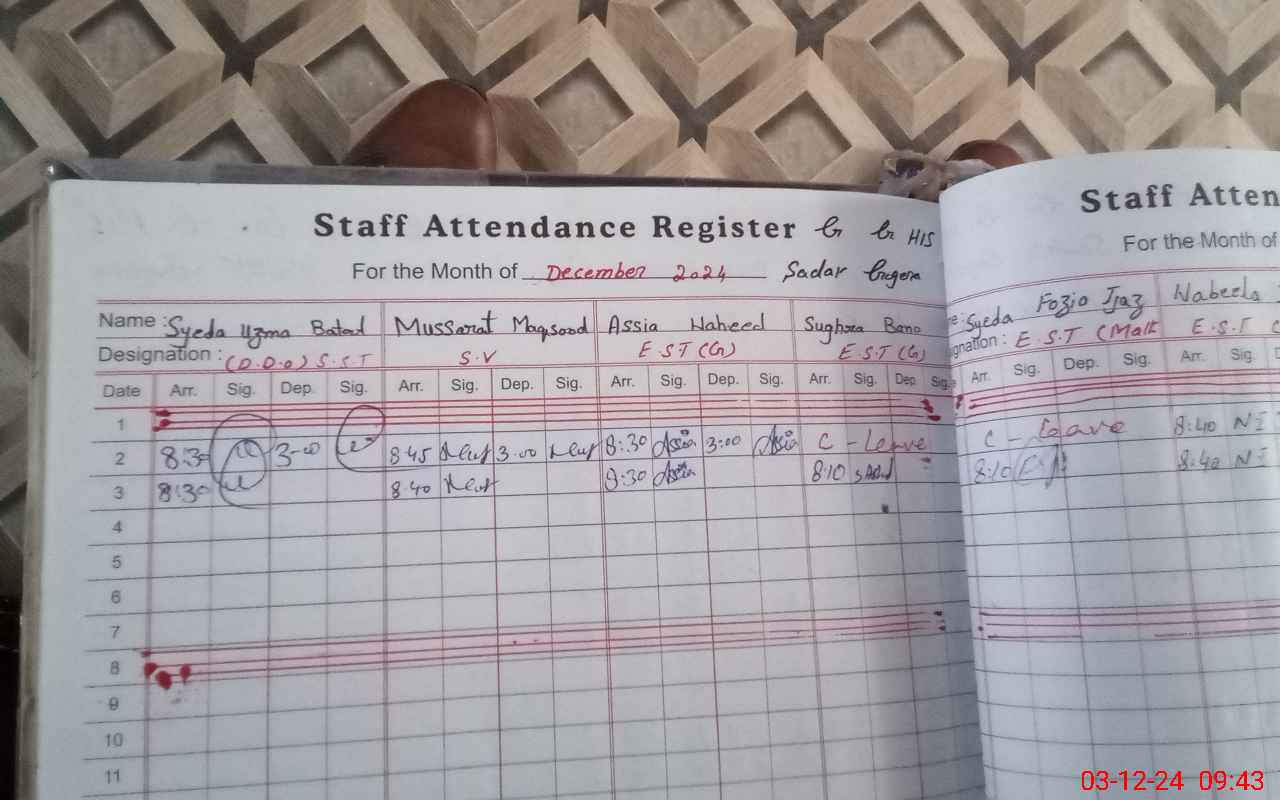 Staff Attendance Register G G HIS
For the Month of December 2024 Sadar
Name : Syeda Uzma Batool Mussarat Maqsood Assia Waheed Sughra Bano
Designation : (D.D.O) S.S.T S.V E.S.T (G) E.S.T (G)
Date Arr. Sig. Dep. Sig. Arr. Sig. Dep. Sig. Arr. Sig. Dep. Sig. Arr. Sig. Dep. Sig.
1
2 8:30 3-00 8:45 3:00 8:30 Assia 3:00 Assia C - Leave
3 8:30 8:40 8:30 Assia 8:10
4
5
6
7
8
9
10
11
Staff Atten
For the Month of
e: Syeda Fozia Ijaz Nabeela
gnation : E.S.T (Math E.S.T
Arr. Sig. Dep. Sig. Arr. Sig. D
C - Leave 8:40 N I
8:10 8:40 N I
03-12-24 09:43